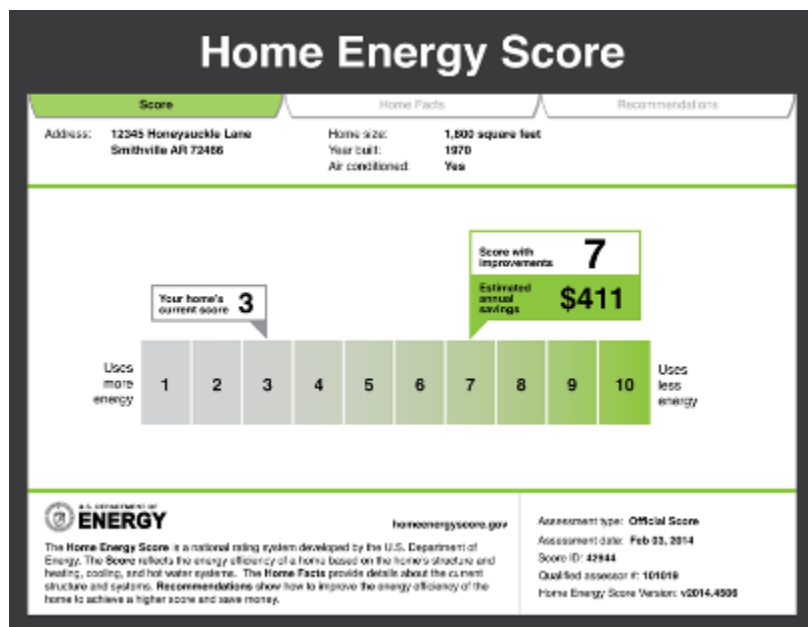 Home Energy Score
Score
Home Facts
Recommendations
Address: 12345 Honeysuckle Lane
Smithville AR 72466
Home size: 1,800 square feet
Year built: 1970
Air conditioned: Yes
Score with improvements 7
Estimated annual savings $411
Your home's current score 3
Uses more energy
1 2 3 4 5 6 7 8 9 10
Uses less energy
U.S. DEPARTMENT OF
ENERGY
homeenergyscore.gov
The Home Energy Score is a national rating system developed by the U.S. Department of
Energy. The Score reflects the energy efficiency of a home based on the home's structure and
heating, cooling, and hot water systems. The Home Facts provide details about the current
structure and systems. Recommendations show how to improve the energy efficiency of the
home to achieve a higher score and save money.
Assessment type: Official Score
Assessment date: Feb 03, 2014
Score ID: 42944
Qualified assessor #: 101019
Home Energy Score Version: v2014.4506